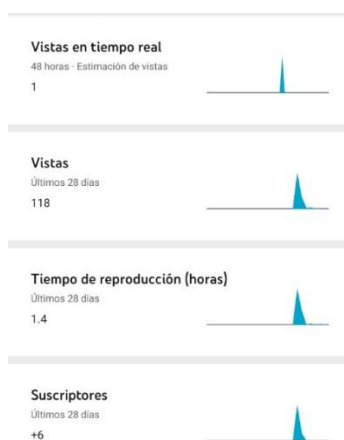 Vistas en tiempo real
48 horas · Estimación de vistas
1
Vistas
Últimos 28 días
118
Tiempo de reproducción (horas)
Últimos 28 días
1.4
Suscriptores
Últimos 28 días
+6